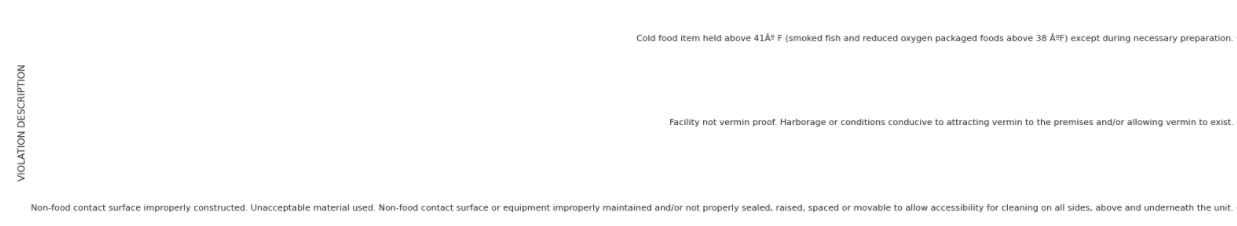 VIOLATION DESCRIPTION
Cold food item held above 41Âº F (smoked fish and reduced oxygen packaged foods above 38 ÂºF) except during necessary preparation.
Facility not vermin proof. Harborage or conditions conducive to attracting vermin to the premises and/or allowing vermin to exist.
Non-food contact surface improperly constructed. Unacceptable material used. Non-food contact surface or equipment improperly maintained and/or not properly sealed, raised, spaced or movable to allow accessibility for cleaning on all sides, above and underneath the unit.